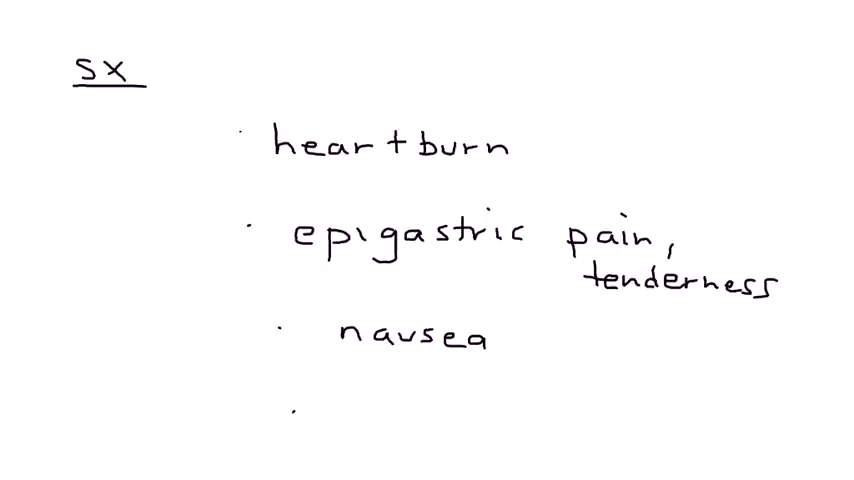 sx
· heartburn
· epigastric pain,
tenderness
· nausea
·